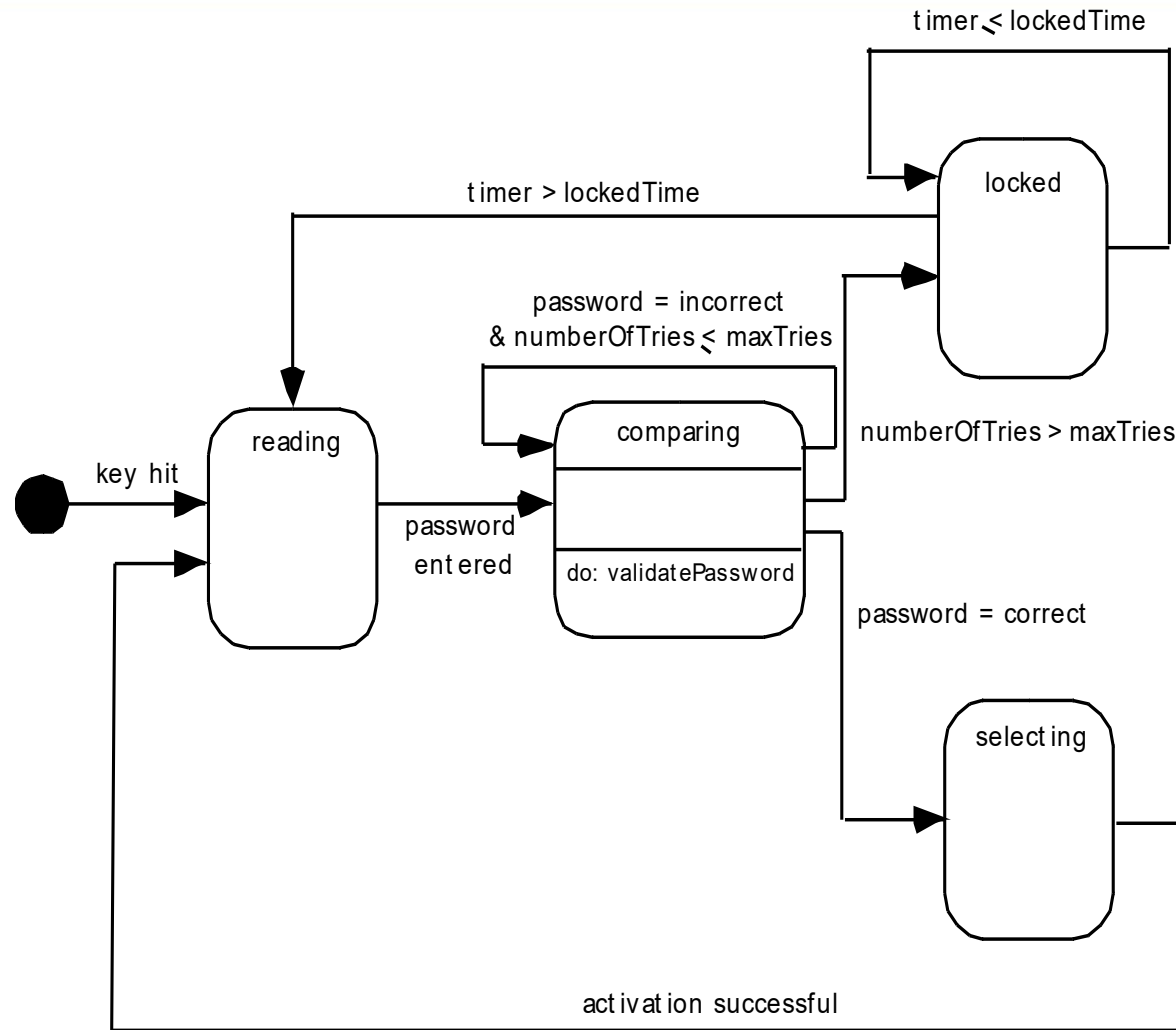 timer < lockedTime
locked
timer > lockedTime
password = incorrect
& numberOfTries < maxTries
comparing
numberOfTries > maxTries
reading
key hit
password
entered
do: validatePassword
password = correct
selecting
activation successful